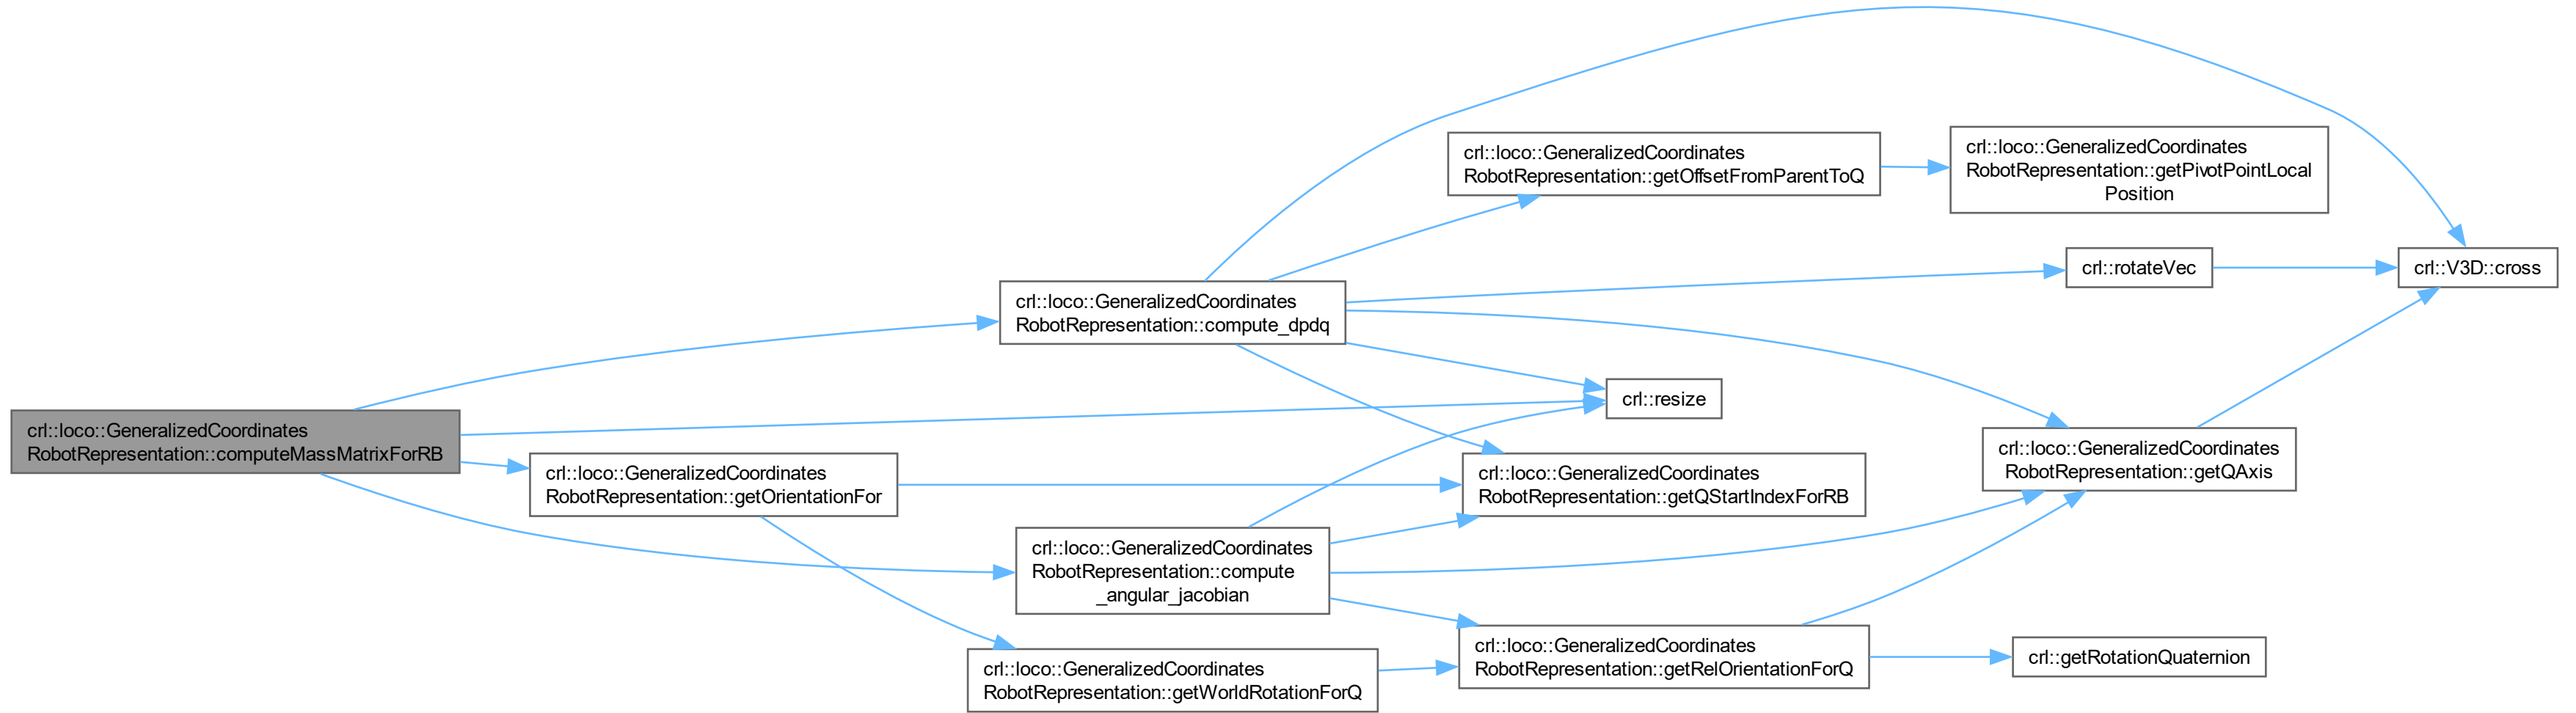 crl::loco::GeneralizedCoordinates
RobotRepresentation::computeMassMatrixForRB
crl::loco::GeneralizedCoordinates
RobotRepresentation::compute_dpdq
crl::loco::GeneralizedCoordinates
RobotRepresentation::getOffsetFromParentToQ
crl::loco::GeneralizedCoordinates
RobotRepresentation::getPivotPointLocal
Position
crl::rotateVec
crl::V3D::cross
crl::resize
crl::loco::GeneralizedCoordinates
RobotRepresentation::getQAxis
crl::loco::GeneralizedCoordinates
RobotRepresentation::getOrientationFor
crl::loco::GeneralizedCoordinates
RobotRepresentation::getQStartIndexForRB
crl::loco::GeneralizedCoordinates
RobotRepresentation::compute
_angular_jacobian
crl::loco::GeneralizedCoordinates
RobotRepresentation::getWorldRotationForQ
crl::loco::GeneralizedCoordinates
RobotRepresentation::getRelOrientationForQ
crl::getRotationQuaternion